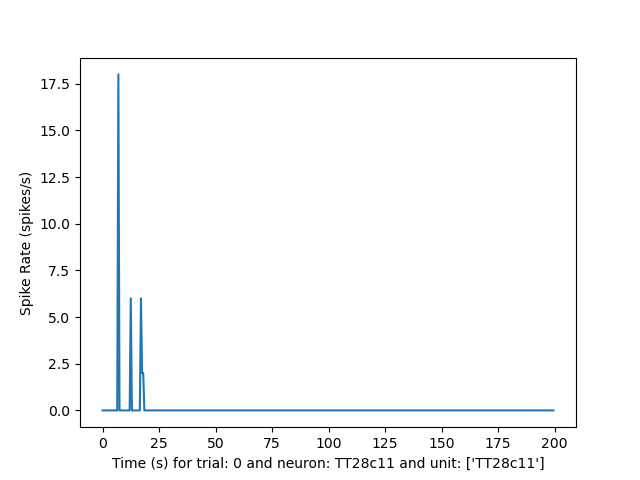 17.5
15.0
12.5
10.0
7.5
5.0
2.5
0.0
Spike Rate (spikes/s)
0 25 50 75 100 125 150 175 200
Time (s) for trial: 0 and neuron: TT28c11 and unit: ['TT28c11']